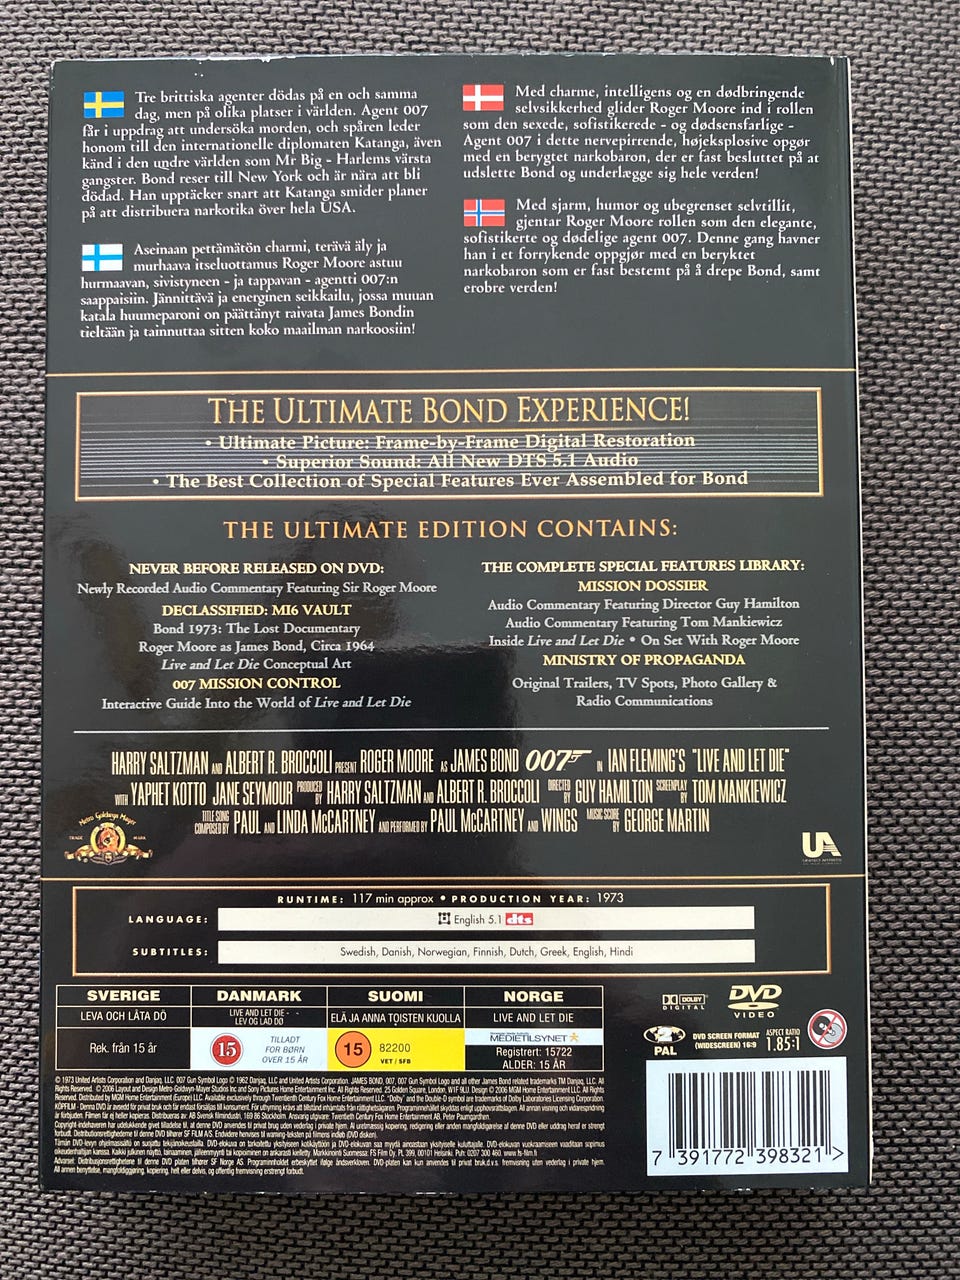 Tre brittiska agenter dödas på en och samma
dag, men på olika platser i världen. Agent 007
får i uppdrag att undersöka morden, och spåren leder
honom till den internationelle diplomaten Katanga, även
känd i den undre världen som Mr Big - Harlems värsta
gangster. Bond reser till New York och är nära att bli
dödad. Han upptäcker snart att Katanga smider planer
på att distribuera narkotika över hela USA.
Aseinaan pettämätön charmi, terävä äly ja
murhaava itseluottamus Roger Moore astuu
hurmaavan, sivistyneen - ja tappavan - agentti 007:n
saappaisiin. Jännittävä ja energinen seikkailu, jossa muuan
katala huumeparoni on päättänyt raivata James Bondin
tieltään ja tainnuttaa sitten koko maailman narkoosiin!
Med charme, intelligens og en dødbringende
selvsikkerhed glider Roger Moore ind i rollen
som den sexede, sofistikerede - og dødsensfarlige -
Agent 007 i dette nervepirrende, højeksplosive opgør
med en berygtet narkobaron, der er fast besluttet på at
udslette Bond og underlægge sig hele verden!
Med sjarm, humor og ubegrenset selvtillit,
gjentar Roger Moore rollen som den elegante,
sofistikerte og dødelige agent 007. Denne gang havner
han i et forrykende oppgjør med en beryktet
narkobaron som er fast bestemt på å drepe Bond, samt
erobre verden!
THE ULTIMATE BOND EXPERIENCE!
• Ultimate Picture: Frame-by-Frame Digital Restoration
• Superior Sound: All New DTS 5.1 Audio
• The Best Collection of Special Features Ever Assembled for Bond
THE ULTIMATE EDITION CONTAINS:
NEVER BEFORE RELEASED ON DVD:
Newly Recorded Audio Commentary Featuring Sir Roger Moore
DECLASSIFIED: MI6 VAULT
Bond 1973: The Lost Documentary
Roger Moore as James Bond, Circa 1964
Live and Let Die Conceptual Art
007 MISSION CONTROL
Interactive Guide Into the World of Live and Let Die
THE COMPLETE SPECIAL FEATURES LIBRARY:
MISSION DOSSIER
Audio Commentary Featuring Director Guy Hamilton
Audio Commentary Featuring Tom Mankiewicz
Inside Live and Let Die • On Set With Roger Moore
MINISTRY OF PROPAGANDA
Original Trailers, TV Spots, Photo Gallery &
Radio Communications
HARRY SALTZMAN AND ALBERT R. BROCCOLI PRESENT ROGER MOORE AS JAMES BOND 007 IN IAN FLEMING'S "LIVE AND LET DIE"
WITH YAPHET KOTTO JANE SEYMOUR PRODUCED BY HARRY SALTZMAN AND ALBERT R. BROCCOLI DIRECTED BY GUY HAMILTON SCREENPLAY BY TOM MANKIEWICZ
TITLE SONG COMPOSED BY PAUL AND LINDA McCARTNEY AND PERFORMED BY PAUL McCARTNEY AND WINGS MUSIC SCORE BY GEORGE MARTIN
Metro Goldwyn Mayer
TRADE MARK
UA
UNITED ARTISTS
RUNTIME: 117 min approx • PRODUCTION YEAR: 1973
LANGUAGE: English 5.1 dts
SUBTITLES: Swedish, Danish, Norwegian, Finnish, Dutch, Greek, English, Hindi
SVERIGE
LEVA OCH LÅTA DÖ
Rek. från 15 år
DANMARK
LIVE AND LET DIE -
LEV OG LAD DØ
15
TILLADT
FOR BØRN
OVER 15 ÅR
SUOMI
ELÄ JA ANNA TOISTEN KUOLLA
15
82200
VET / SFB
NORGE
LIVE AND LET DIE
MEDIETILSYNET
Registrert: 15722
ALDER: 15 ÅR
DOLBY
DIGITAL
DVD
VIDEO
2
PAL
DVD SCREEN FORMAT
(WIDESCREEN) 16:9
ASPECT RATIO
1.85:1
7 391772 398321 >